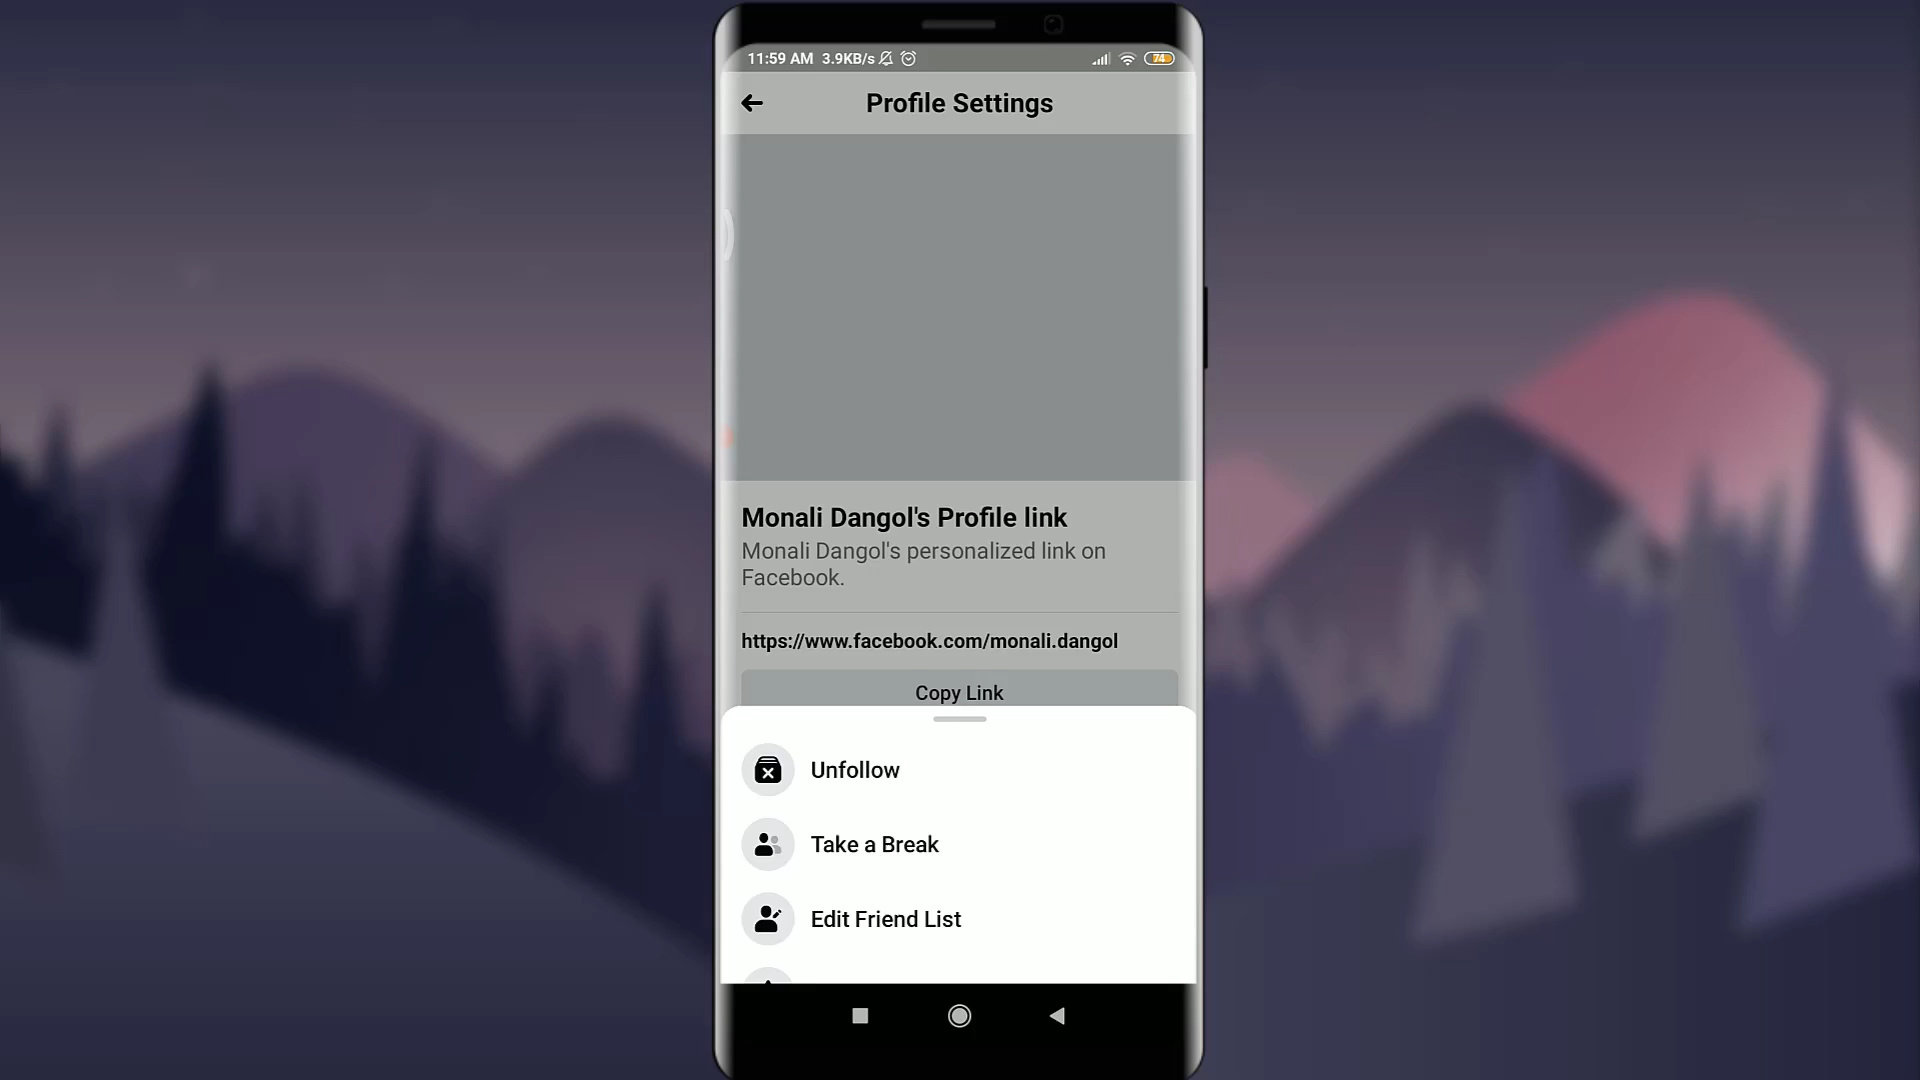 11:59 AM 3.9KB/s 74
Profile Settings
Monali Dangol's Profile link
Monali Dangol's personalized link on
Facebook.
https://www.facebook.com/monali.dangol
Copy Link
Unfollow
Take a Break
Edit Friend List